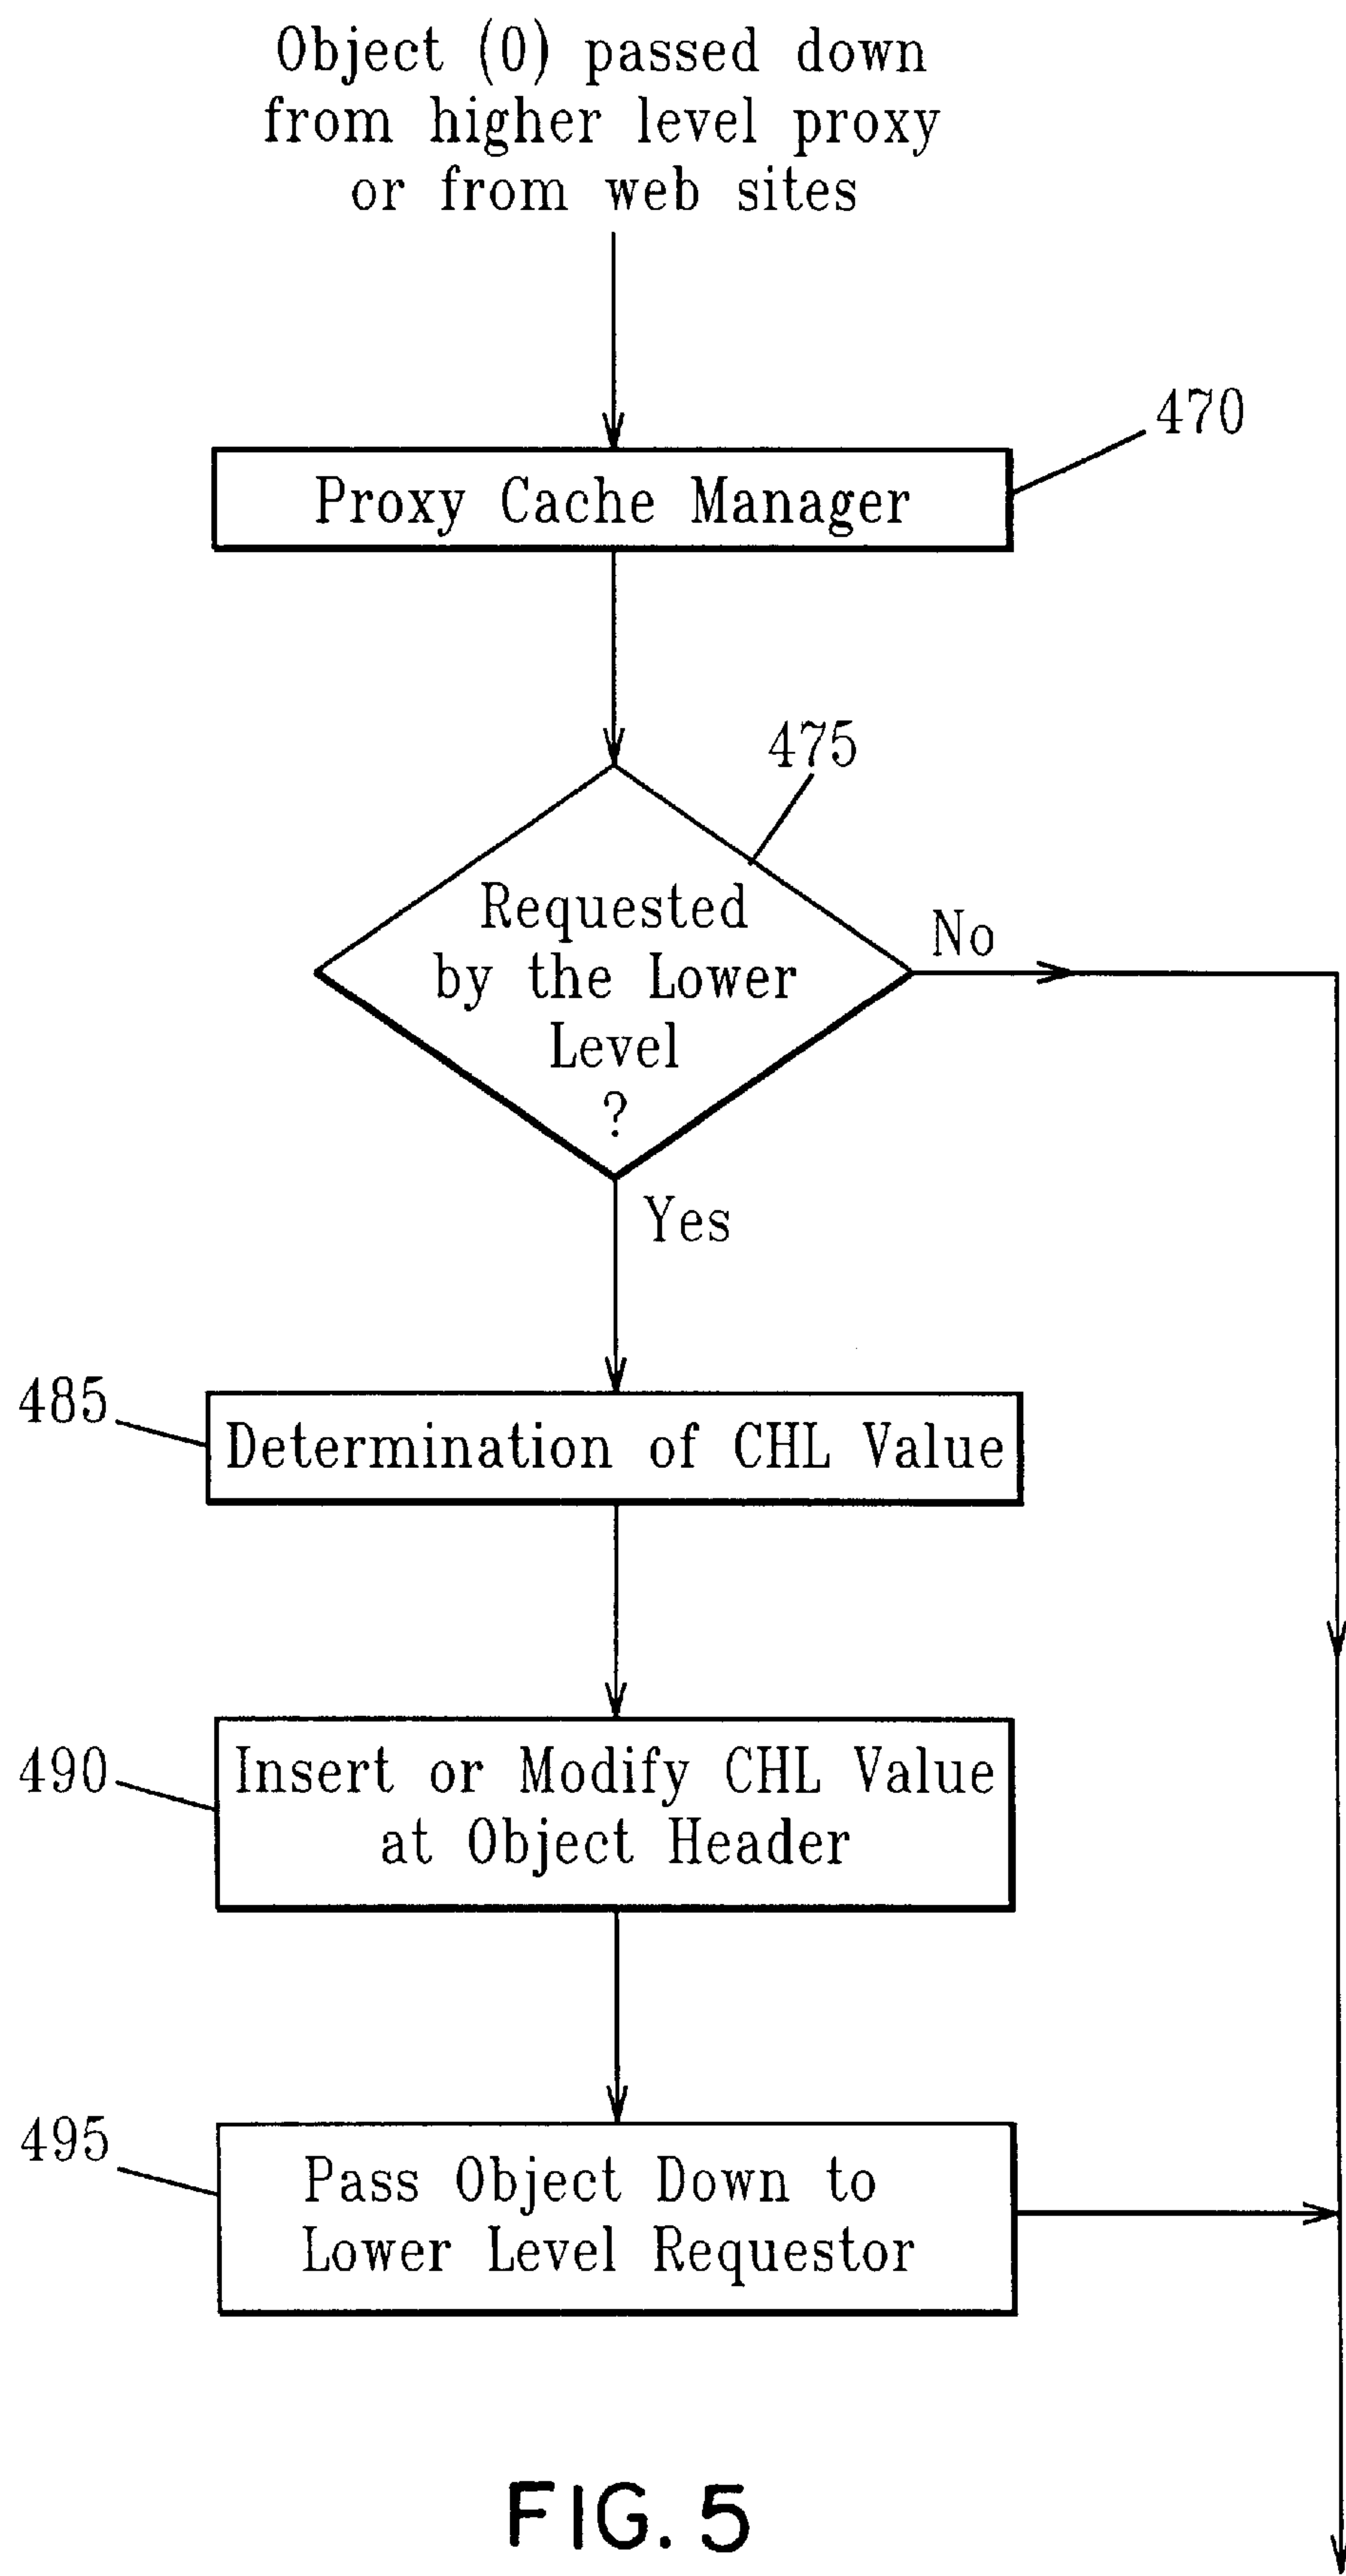 Object (0) passed down
from higher level proxy
or from web sites
470
Proxy Cache Manager
475
Requested
by the Lower
Level
?
No
Yes
485
Determination of CHL Value
490
Insert or Modify CHL Value
at Object Header
495
Pass Object Down to
Lower Level Requestor
FIG. 5